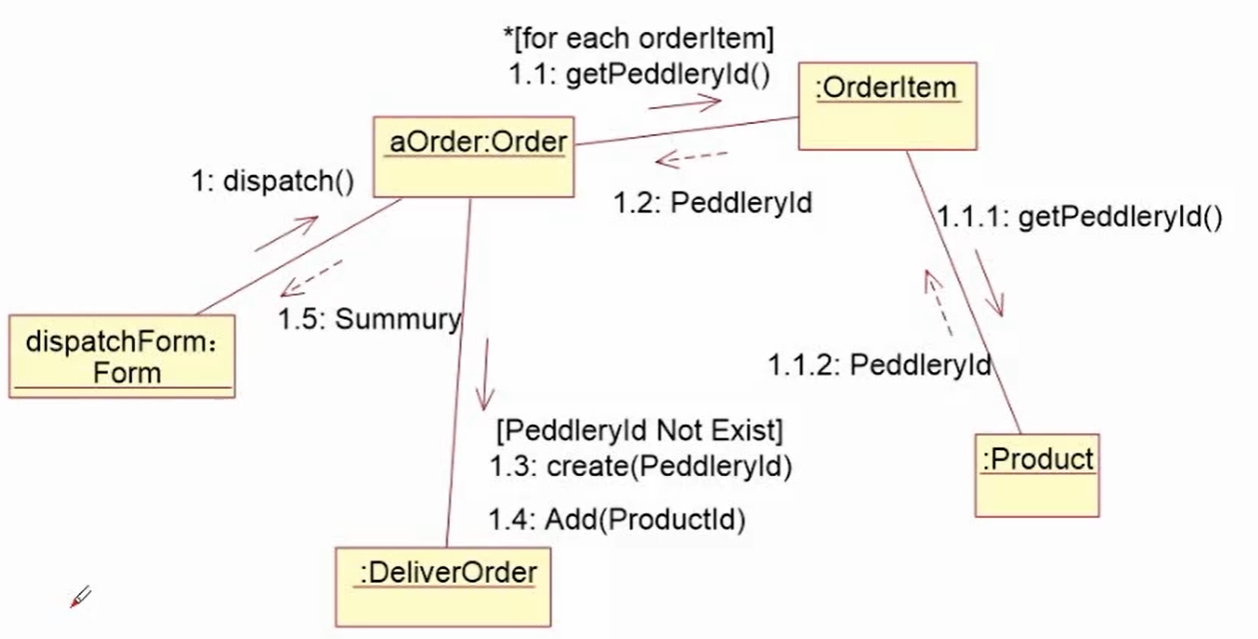 *[for each orderItem]
1.1: getPeddleryId()
:OrderItem
aOrder:Order
1: dispatch()
1.2: PeddleryId
1.1.1: getPeddleryId()
1.5: Summury
dispatchForm:
Form
1.1.2: PeddleryId
[PeddleryId Not Exist]
1.3: create(PeddleryId)
:Product
1.4: Add(ProductId)
:DeliverOrder